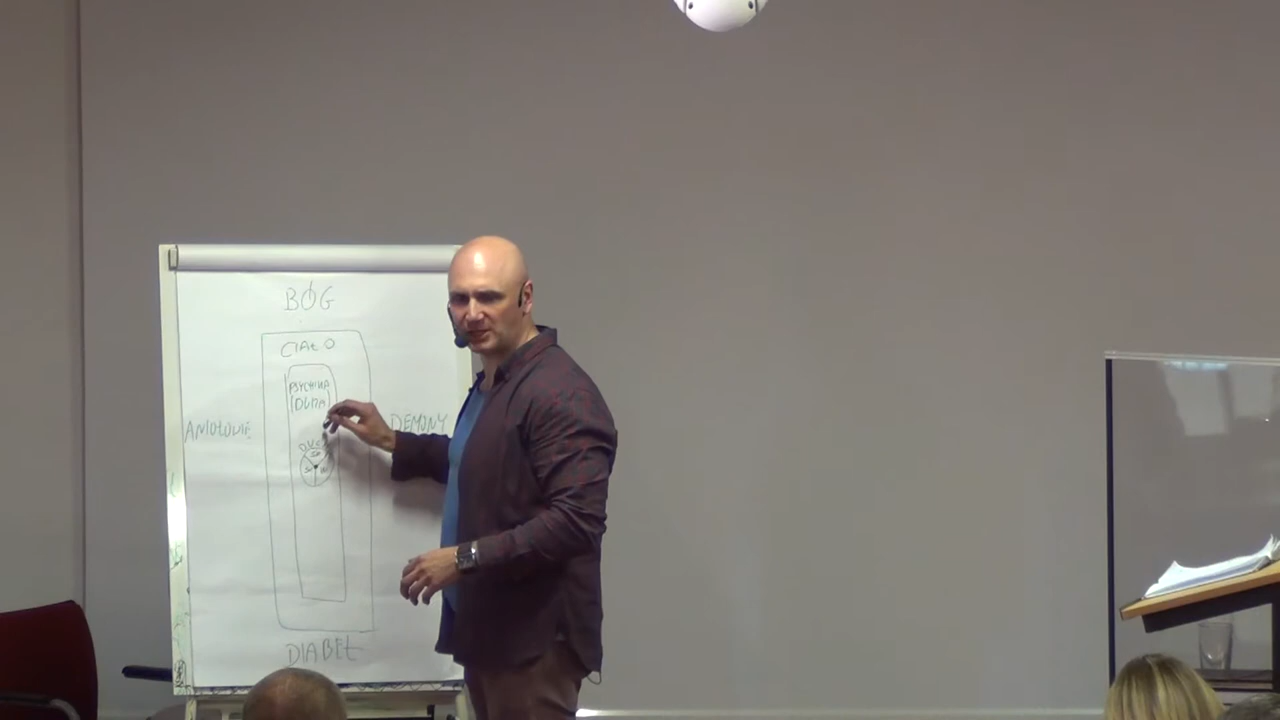 BÓG
CIAŁO
PSYCHIKA
(DUSZA
ANIOŁOWIE
DEMONY
DIABEŁ